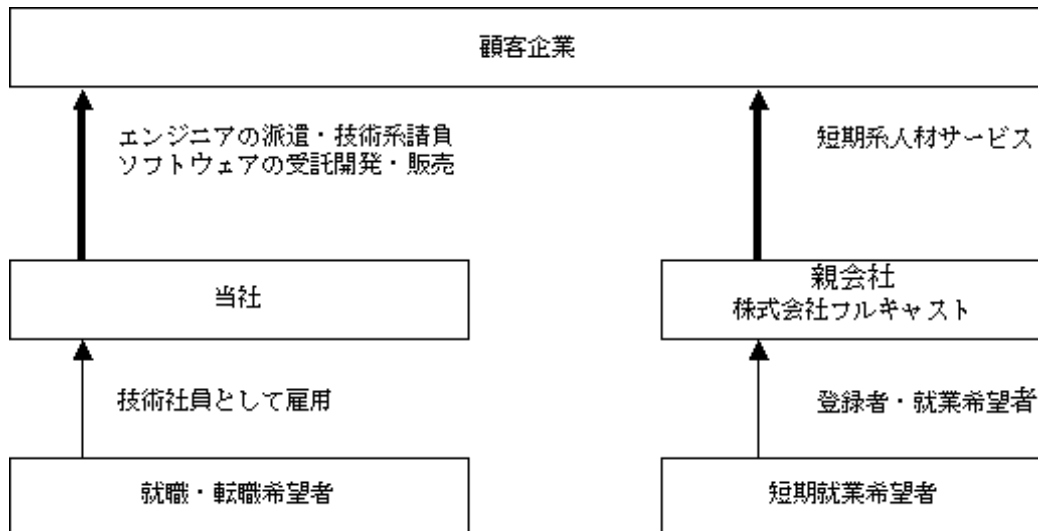 顧客企業
エンジニアの派遣・技術系請負
ソフトウェアの受託開発・販売
短期系人材サービス
当社
親会社
株式会社フルキャスト
技術社員として雇用
登録者・就業希望者
就職・転職希望者
短期就業希望者